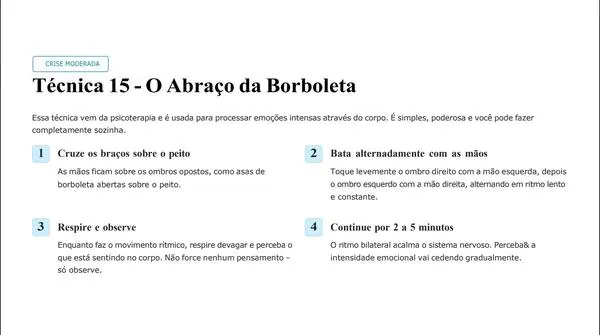 CRISE MODERADA
Técnica 15 - O Abraço da Borboleta
Essa técnica vem da psicoterapia e é usada para processar emoções intensas através do corpo. É simples, poderosa e você pode fazer
completamente sozinha.
1 Cruze os braços sobre o peito
As mãos ficam sobre os ombros opostos, como asas de
borboleta abertas sobre o peito.
2 Bata alternadamente com as mãos
Toque levemente o ombro direito com a mão esquerda, depois
o ombro esquerdo com a mão direita, alternando em ritmo lento
e constante.
3 Respire e observe
Enquanto faz o movimento rítmico, respire devagar e perceba o
que está sentindo no corpo. Não force nenhum pensamento –
só observe.
4 Continue por 2 a 5 minutos
O ritmo bilateral acalma o sistema nervoso. Perceba& a
intensidade emocional vai cedendo gradualmente.